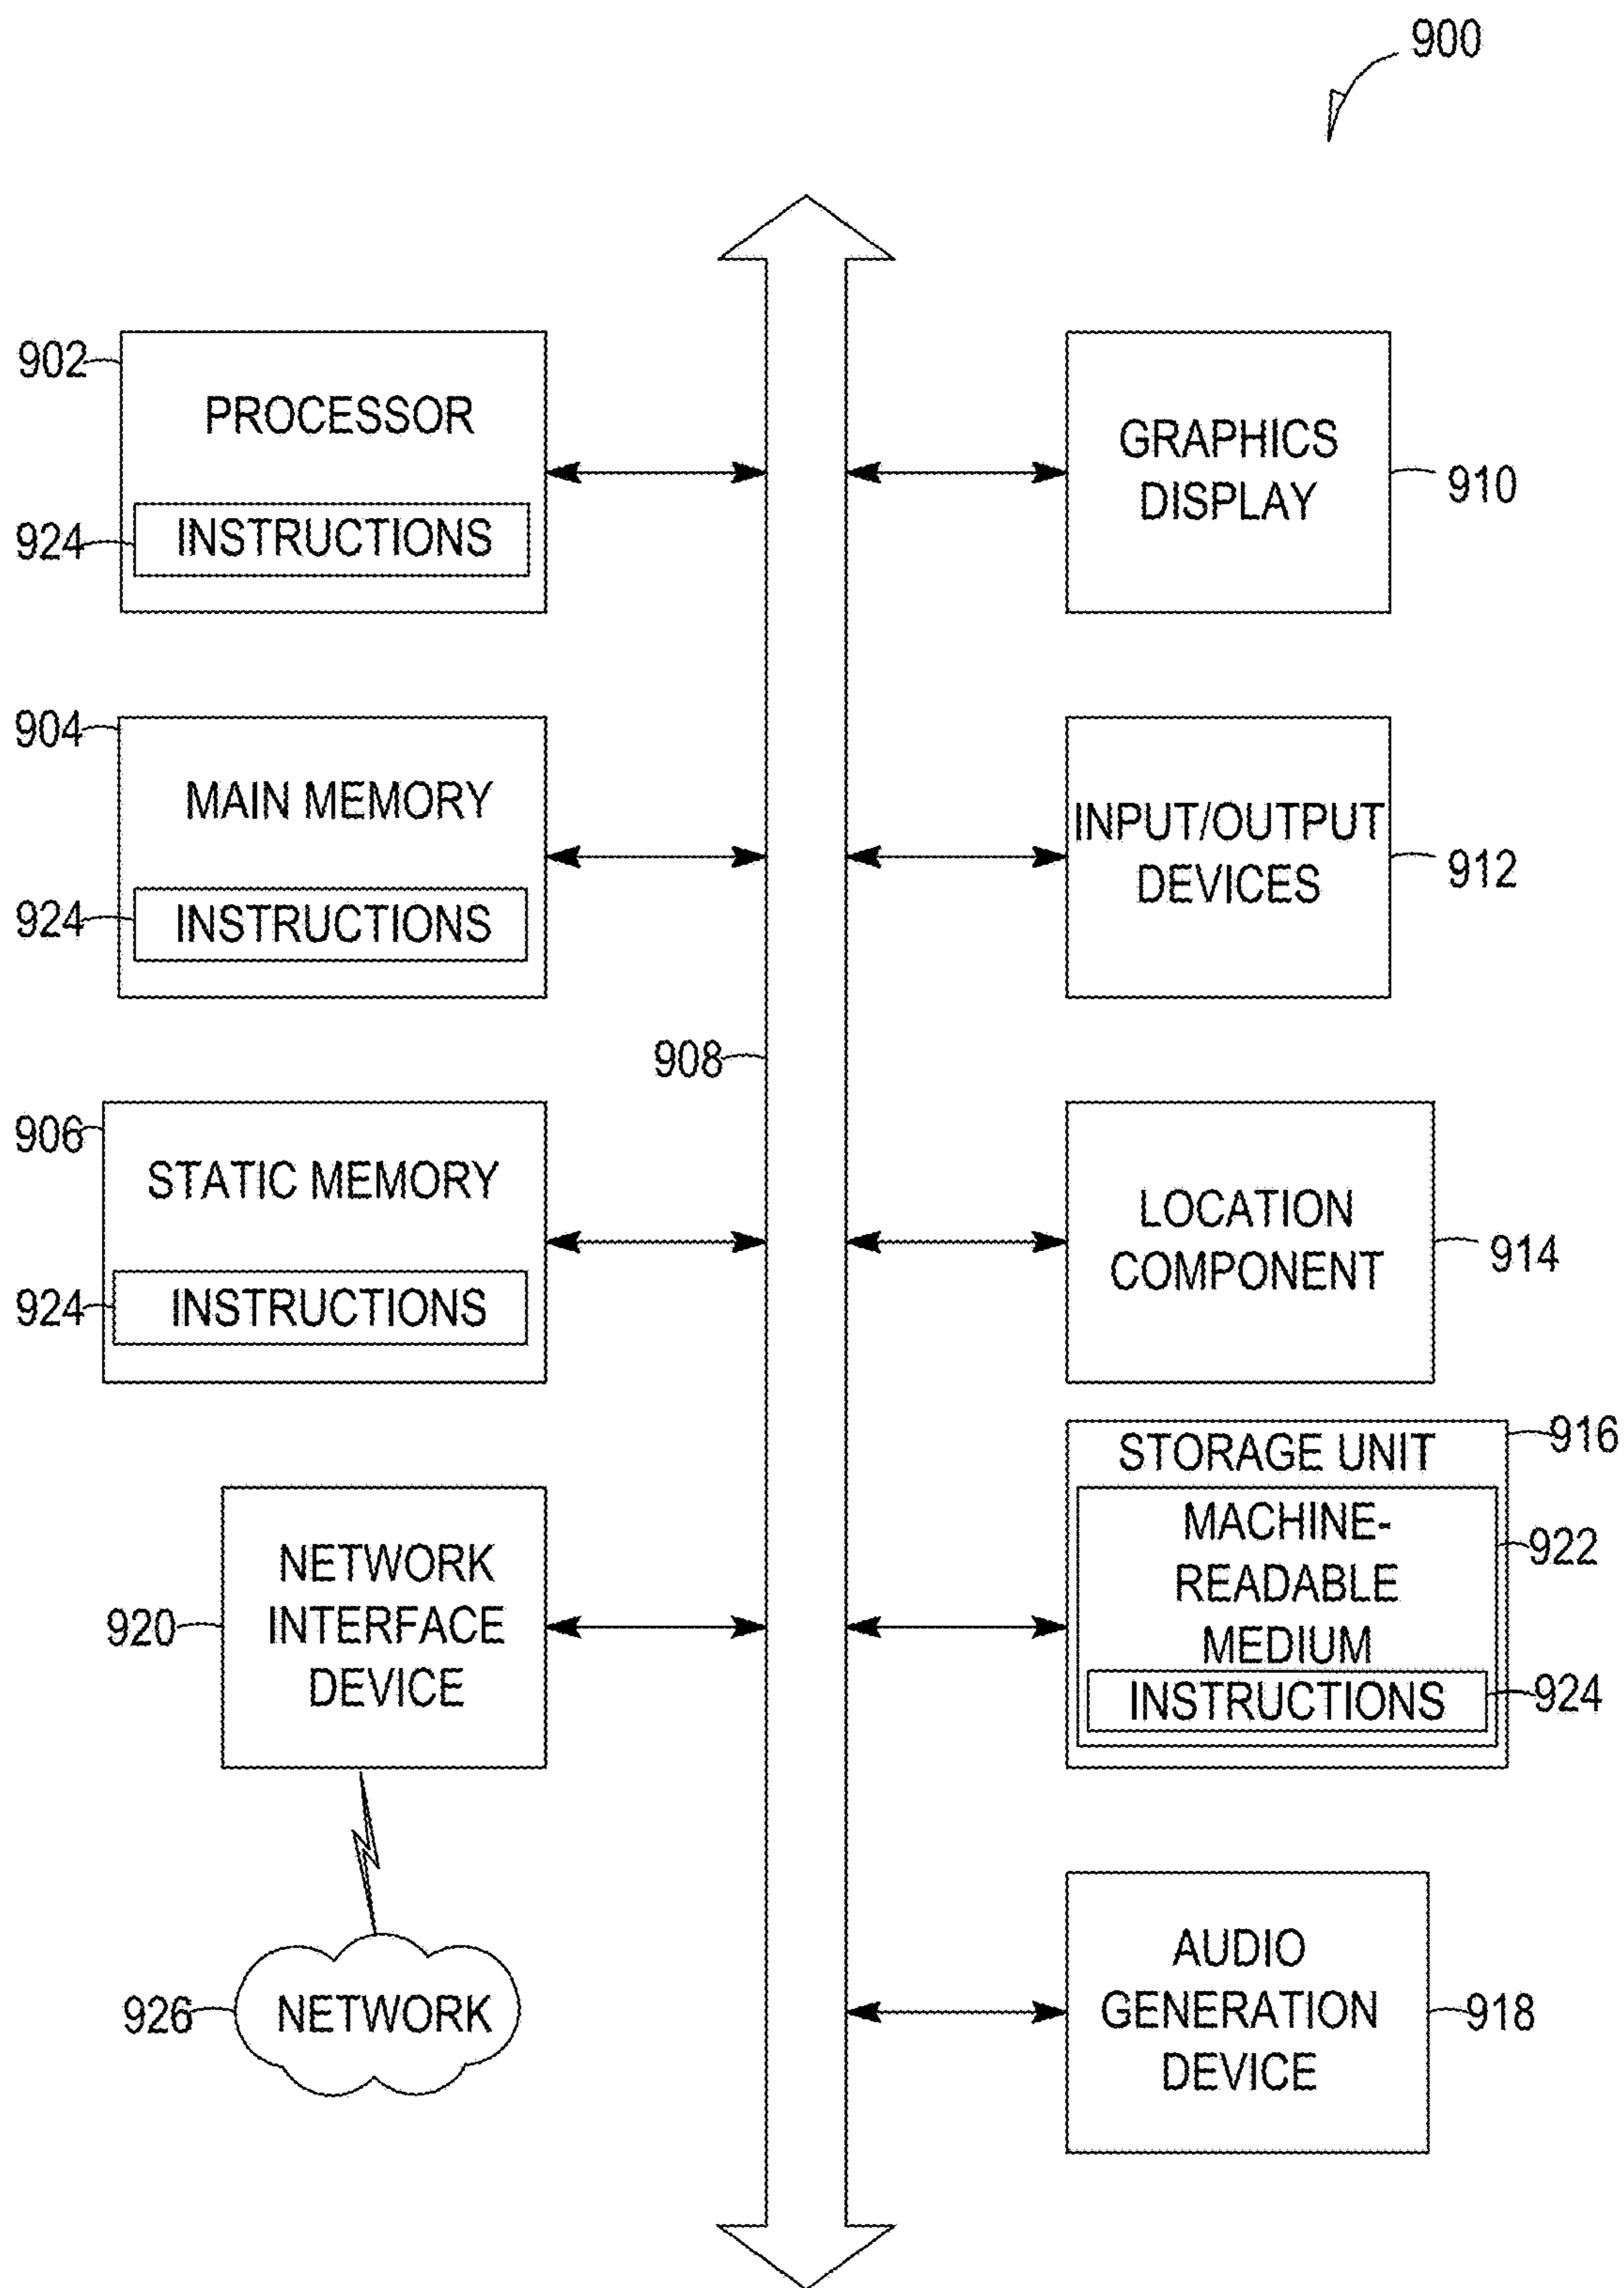 900
902
PROCESSOR
924
INSTRUCTIONS
GRAPHICS
DISPLAY
910
904
MAIN MEMORY
924
INSTRUCTIONS
INPUT/OUTPUT
DEVICES
912
908
906
STATIC MEMORY
924
INSTRUCTIONS
LOCATION
COMPONENT
914
916
STORAGE UNIT
MACHINE-
READABLE
MEDIUM
922
INSTRUCTIONS
924
NETWORK
INTERFACE
DEVICE
920
926
NETWORK
AUDIO
GENERATION
DEVICE
918